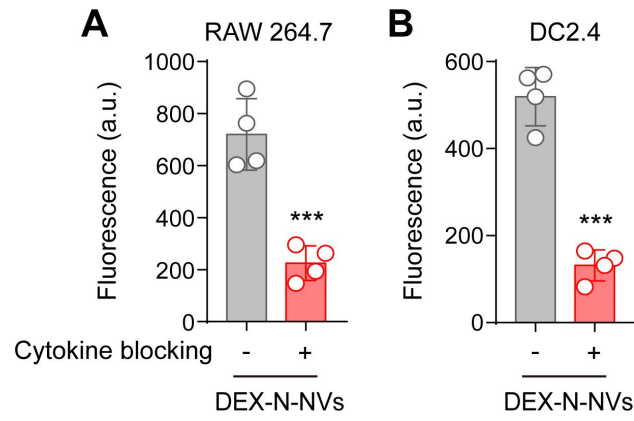 A
RAW 264.7
Fluorescence (a.u.)
1000
800
600
400
200
0
***
Cytokine blocking
- +
DEX-N-NVs
B
DC2.4
Fluorescence (a.u.)
600
400
200
0
***
- +
DEX-N-NVs